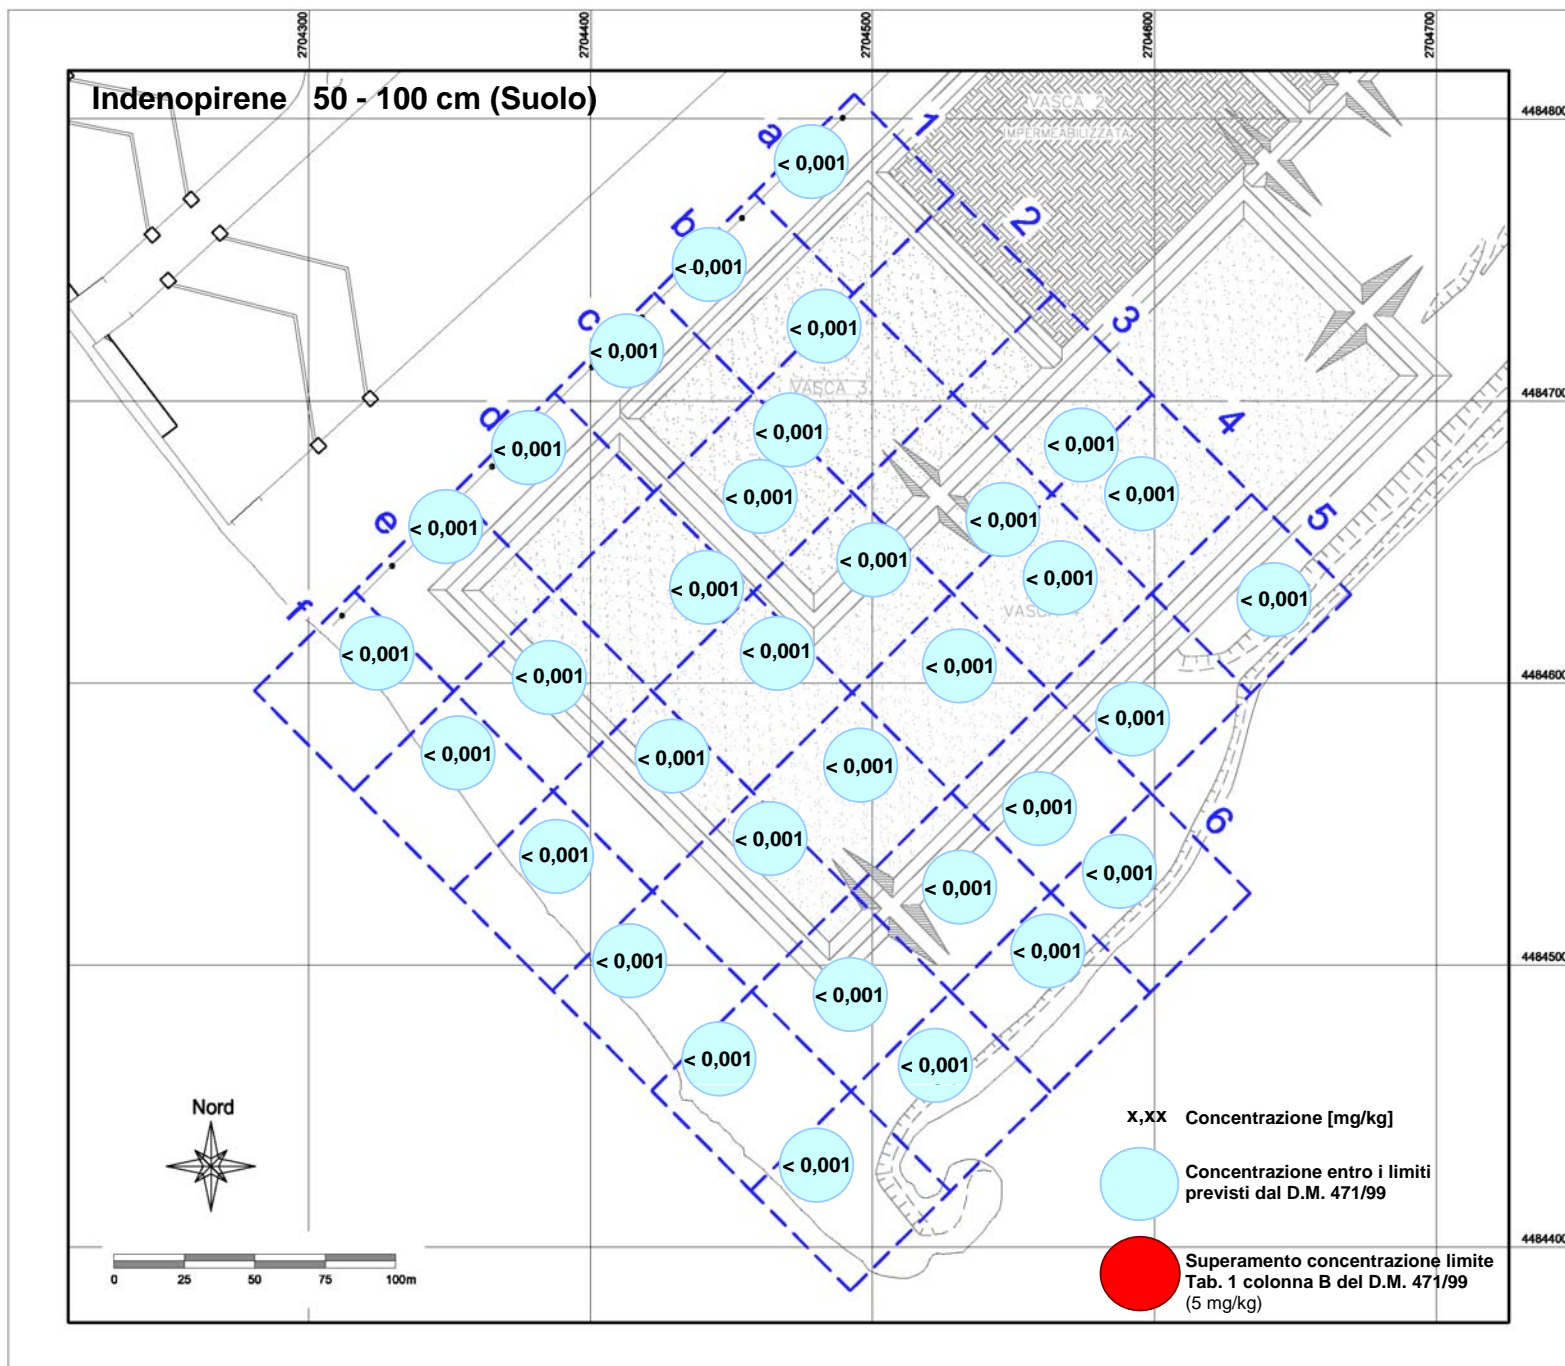 2704300
2704400
2704500
2704600
2704700
Indenopirene 50 - 100 cm (Suolo)
VASCA 2
IMPERMEABILIZZATA
4484800
a
1
< 0,001
b
2
< 0,001
c
3
< 0,001
< 0,001
VASCA 3
4484700
d
4
< 0,001
< 0,001
< 0,001
< 0,001
< 0,001
e
5
< 0,001
< 0,001
< 0,001
< 0,001
< 0,001
< 0,001
f
< 0,001
< 0,001
< 0,001
< 0,001
< 0,001
4484600
< 0,001
< 0,001
< 0,001
< 0,001
6
< 0,001
< 0,001
< 0,001
< 0,001
< 0,001
< 0,001
4484500
< 0,001
< 0,001
< 0,001
< 0,001
< 0,001
Nord
x,xx Concentrazione [mg/kg]
Concentrazione entro i limiti
previsti dal D.M. 471/99
4484400
Superamento concentrazione limite
Tab. 1 colonna B del D.M. 471/99
(5 mg/kg)
0 25 50 75 100m